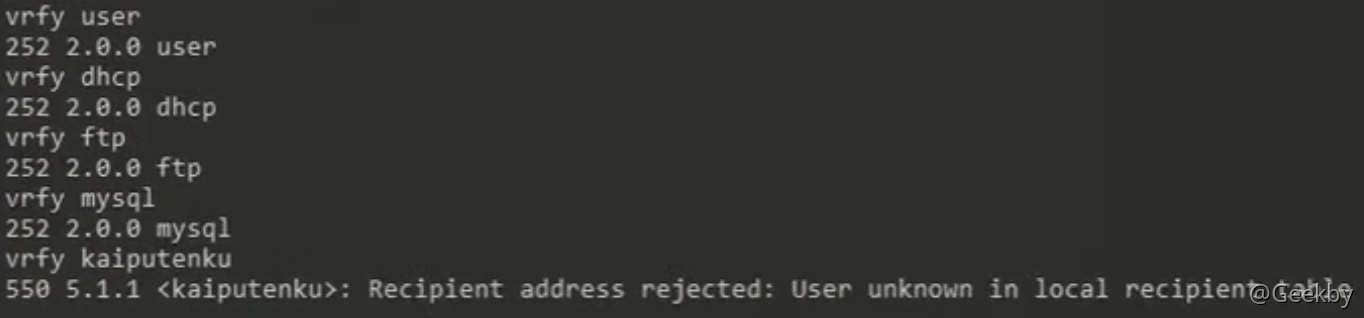 vrfy user
252 2.0.0 user
vrfy dhcp
252 2.0.0 dhcp
vrfy ftp
252 2.0.0 ftp
vrfy mysql
252 2.0.0 mysql
vrfy kaiputenku
550 5.1.1 <kaiputenku>: Recipient address rejected: User unknown in local recipient table
@Geekby